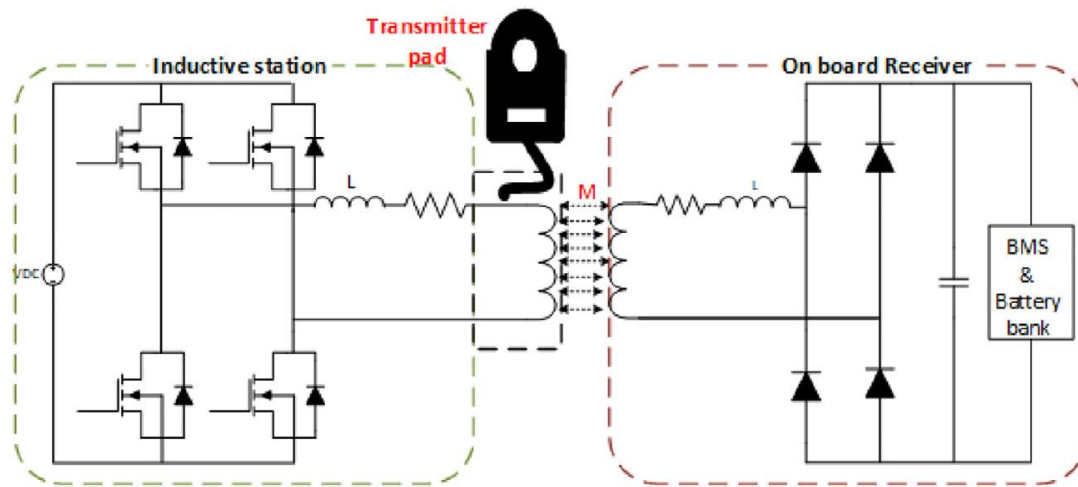 Transmitter
pad
Inductive station
On board Receiver
L
M
L
VDC
BMS
&
Battery
bank